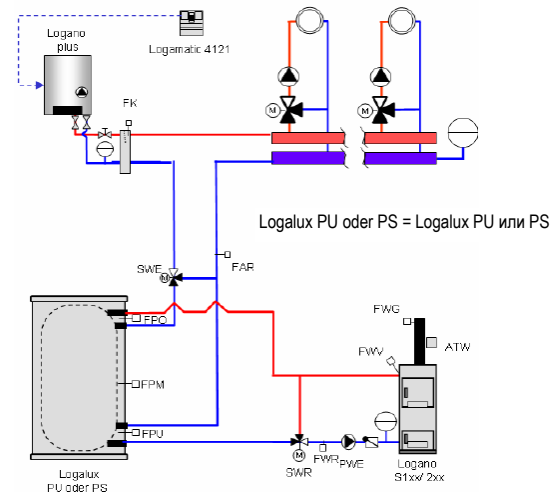 Logano
plus
Logamatic 4121
FK
M
M
Logalux PU oder PS = Logalux PU или PS
SWE
M
FAR
FPO
FPM
FPU
FWG
ATW
FWV
FWR
PWE
SWR
M
Logano
S1xx/ 2xx
Logalux
PU oder PS